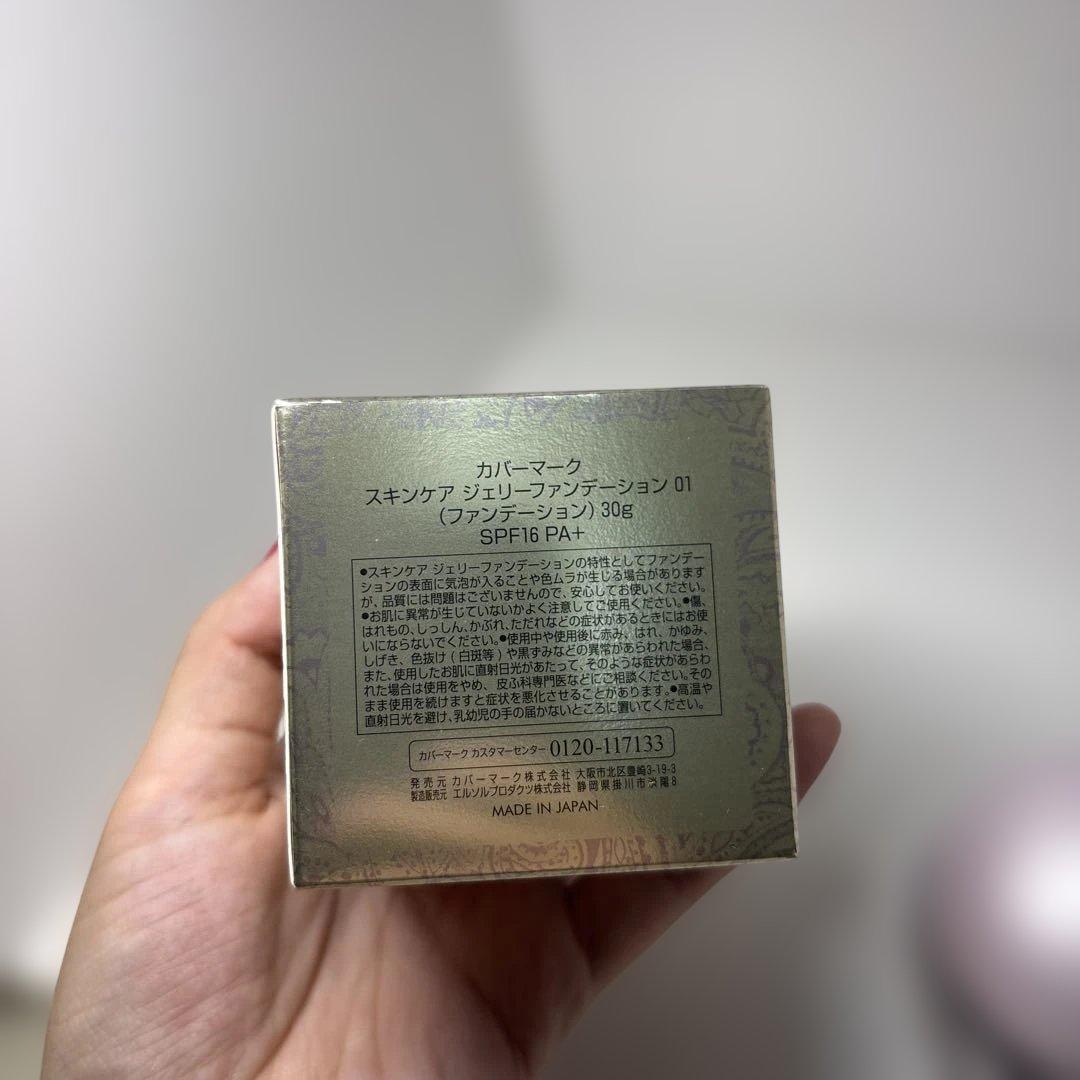 カバーマーク
スキンケア ジェリーファンデーション 01
(ファンデーション) 30g
SPF16 PA+
●スキンケア ジェリーファンデーションの特性としてファンデー
ションの表面に気泡が入ることや色ムラが生じる場合があります
が、品質には問題はございませんので、安心してお使いください。
●お肌に異常が生じていないかよく注意してご使用ください。●傷、
はれもの、しっしん、かぶれ、ただれなどの症状があるときにはお使
いにならないでください。●使用中や使用後に赤み、はれ、かゆみ、
しげき、色抜け(白斑等)や黒ずみなどの異常があらわれた場合、
また、使用したお肌に直射日光があたって、そのような症状があらわ
れた場合は使用をやめ、皮ふ科専門医などにご相談ください。その
まま使用を続けますと症状を悪化させることがあります。●高温や
直射日光を避け、乳幼児の手の届かないところに置いてください。
カバーマーク カスタマーセンター 0120-117133
発売元 カバーマーク株式会社 大阪市北区豊崎3-19-3
製造販売元 エルソルプロダクツ株式会社 静岡県掛川市淡陽8
MADE IN JAPAN